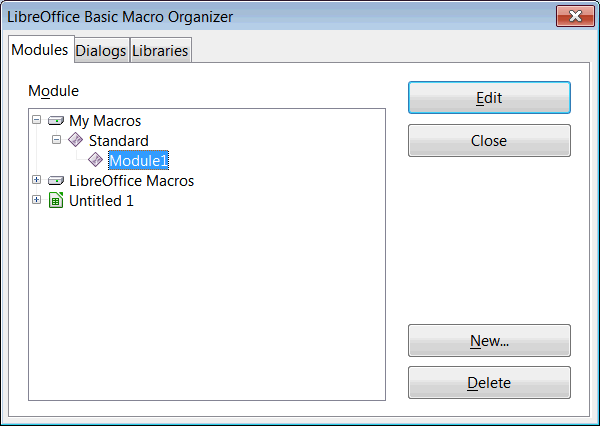 LibreOffice Basic Macro Organizer
Modules Dialogs Libraries
Module
My Macros
Standard
Module1
LibreOffice Macros
Untitled 1
Edit
Close
New...
Delete